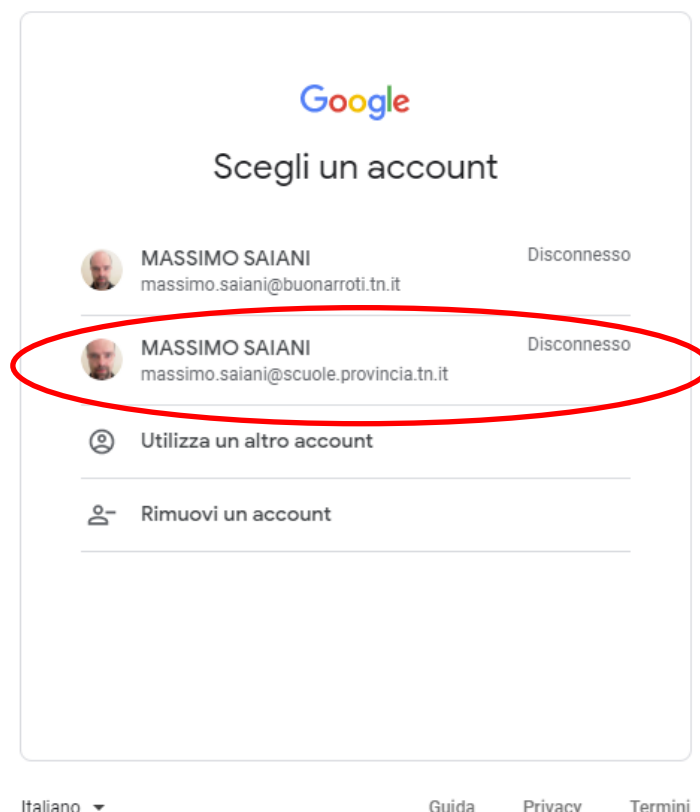 Google
Scegli un account
MASSIMO SAIANI Disconnesso
massimo.saiani@buonarroti.tn.it
MASSIMO SAIANI Disconnesso
massimo.saiani@scuole.provincia.tn.it
Utilizza un altro account
Rimuovi un account
Italiano Guida Privacy Termini